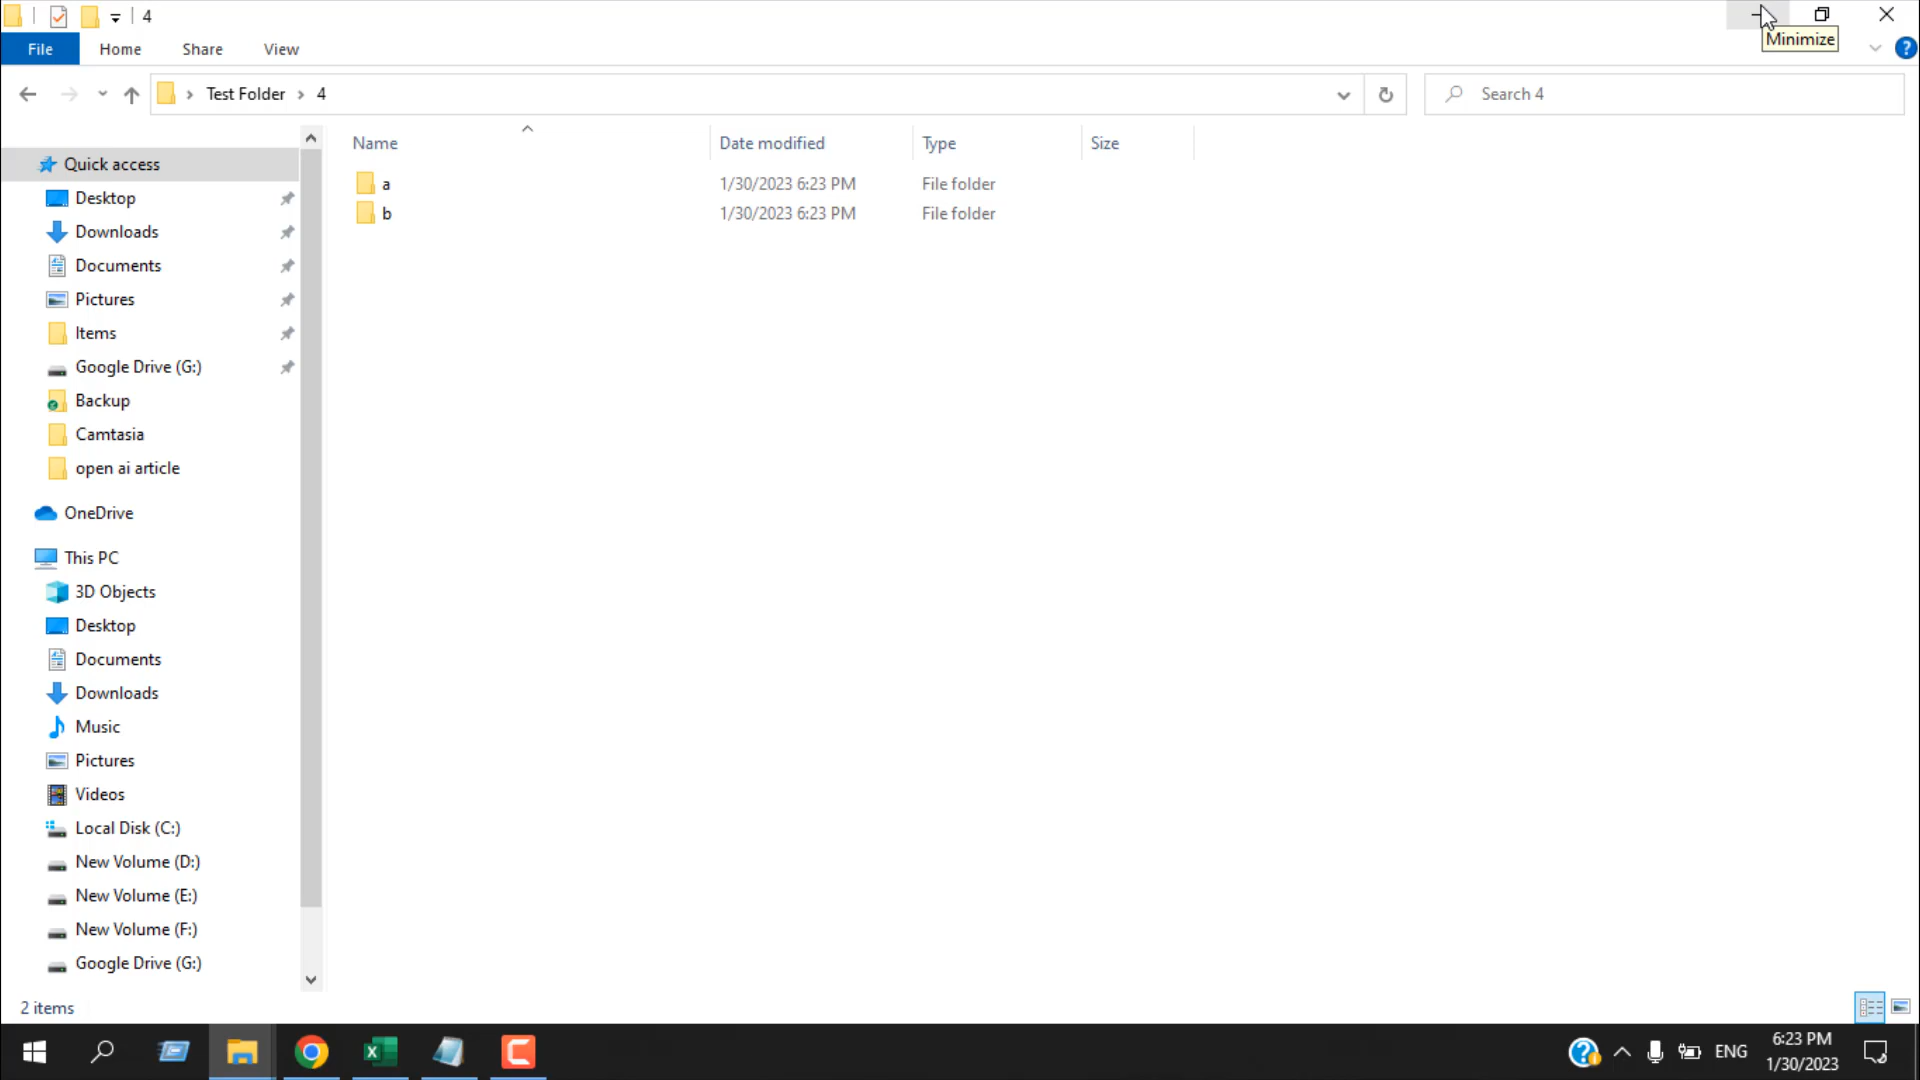 4
Minimize
File Home Share View
Test Folder 4 Search 4
Name Date modified Type Size
Quick access
a 1/30/2023 6:23 PM File folder
Desktop
b 1/30/2023 6:23 PM File folder
Downloads
Documents
Pictures
Items
Google Drive (G:)
Backup
Camtasia
open ai article
OneDrive
This PC
3D Objects
Desktop
Documents
Downloads
Music
Pictures
Videos
Local Disk (C:)
New Volume (D:)
New Volume (E:)
New Volume (F:)
Google Drive (G:)
2 items
6:23 PM
ENG
1/30/2023